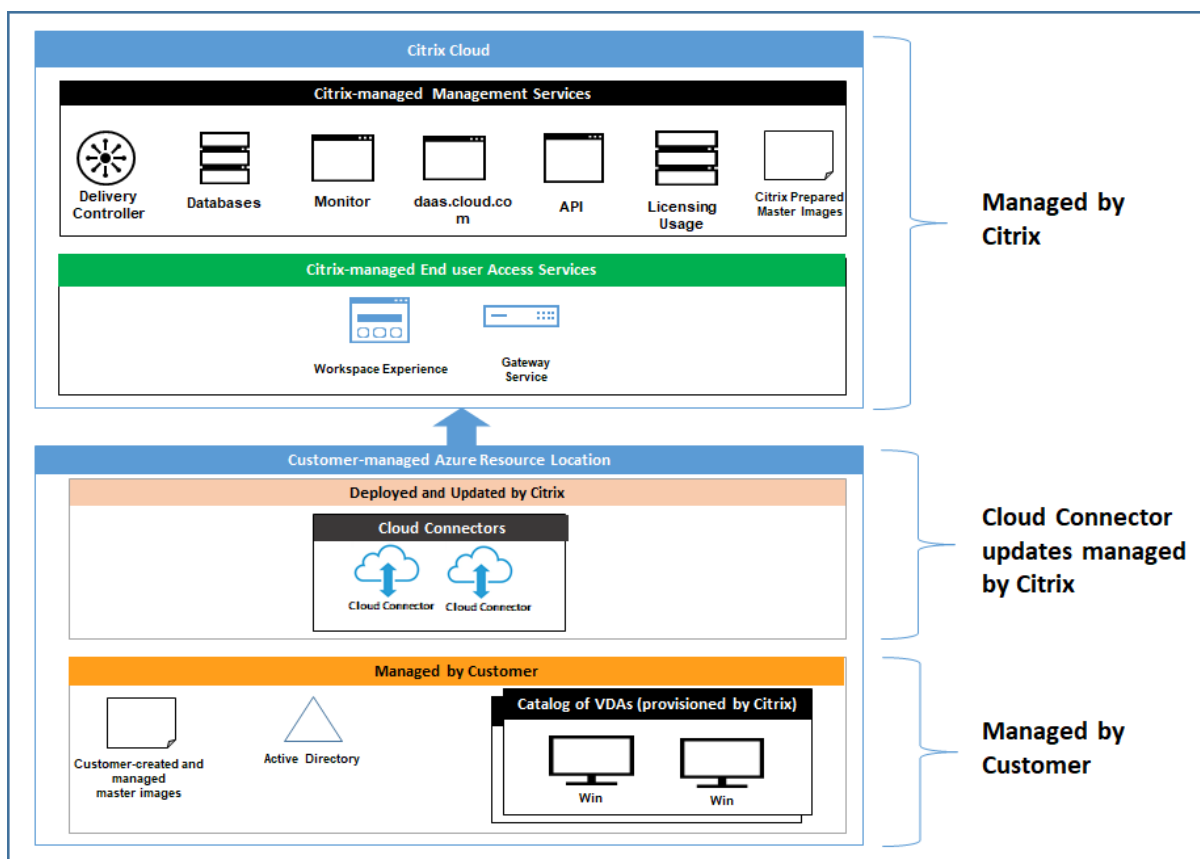 Citrix Cloud
Citrix-managed Management Services
Delivery
Controller
Databases
Monitor
daas.cloud.co
m
API
Licensing
Usage
Citrix Prepared
Master Images
Managed by
Citrix
Citrix-managed End user Access Services
Workspace Experience
Gateway
Service
Customer-managed Azure Resource Location
Deployed and Updated by Citrix
Cloud Connectors
Cloud Connector
Cloud Connector
Cloud Connector
updates managed
by Citrix
Managed by Customer
Customer-created and
managed
master images
Active Directory
Catalog of VDAs (provisioned by Citrix)
Win
Win
Managed by
Customer